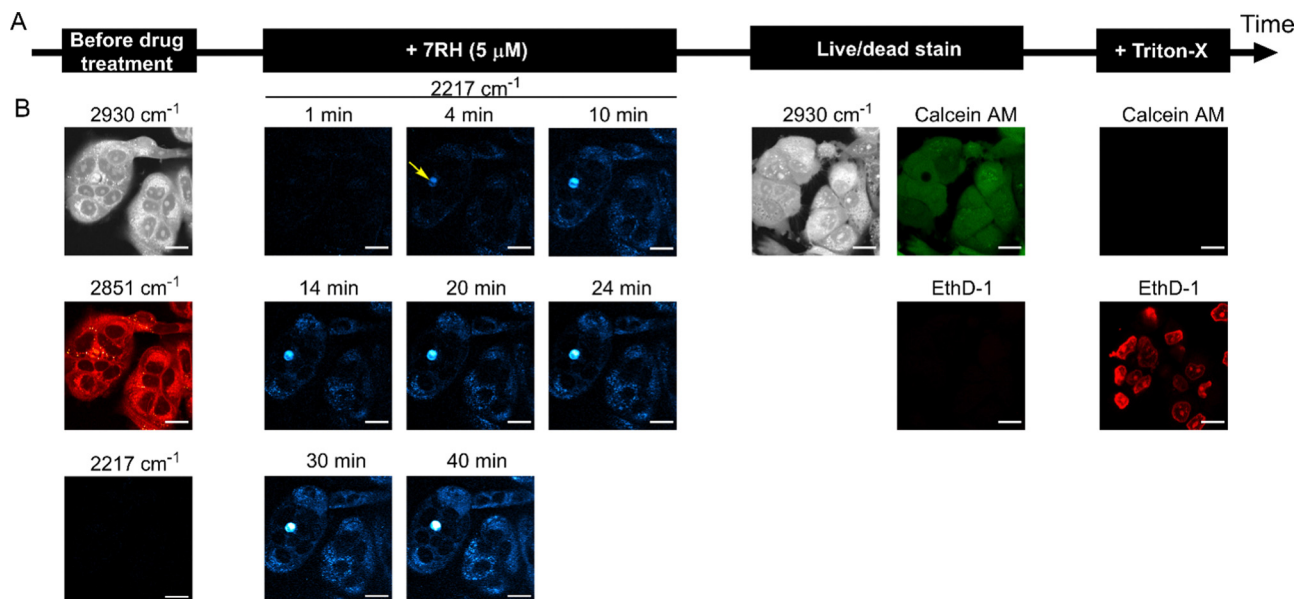 A
Before drug
treatment
+ 7RH (5 μM)
Live/dead stain
+ Triton-X
Time
2217 cm⁻¹
B
2930 cm⁻¹
1 min
4 min
10 min
2930 cm⁻¹
Calcein AM
Calcein AM
2851 cm⁻¹
14 min
20 min
24 min
EthD-1
EthD-1
2217 cm⁻¹
30 min
40 min